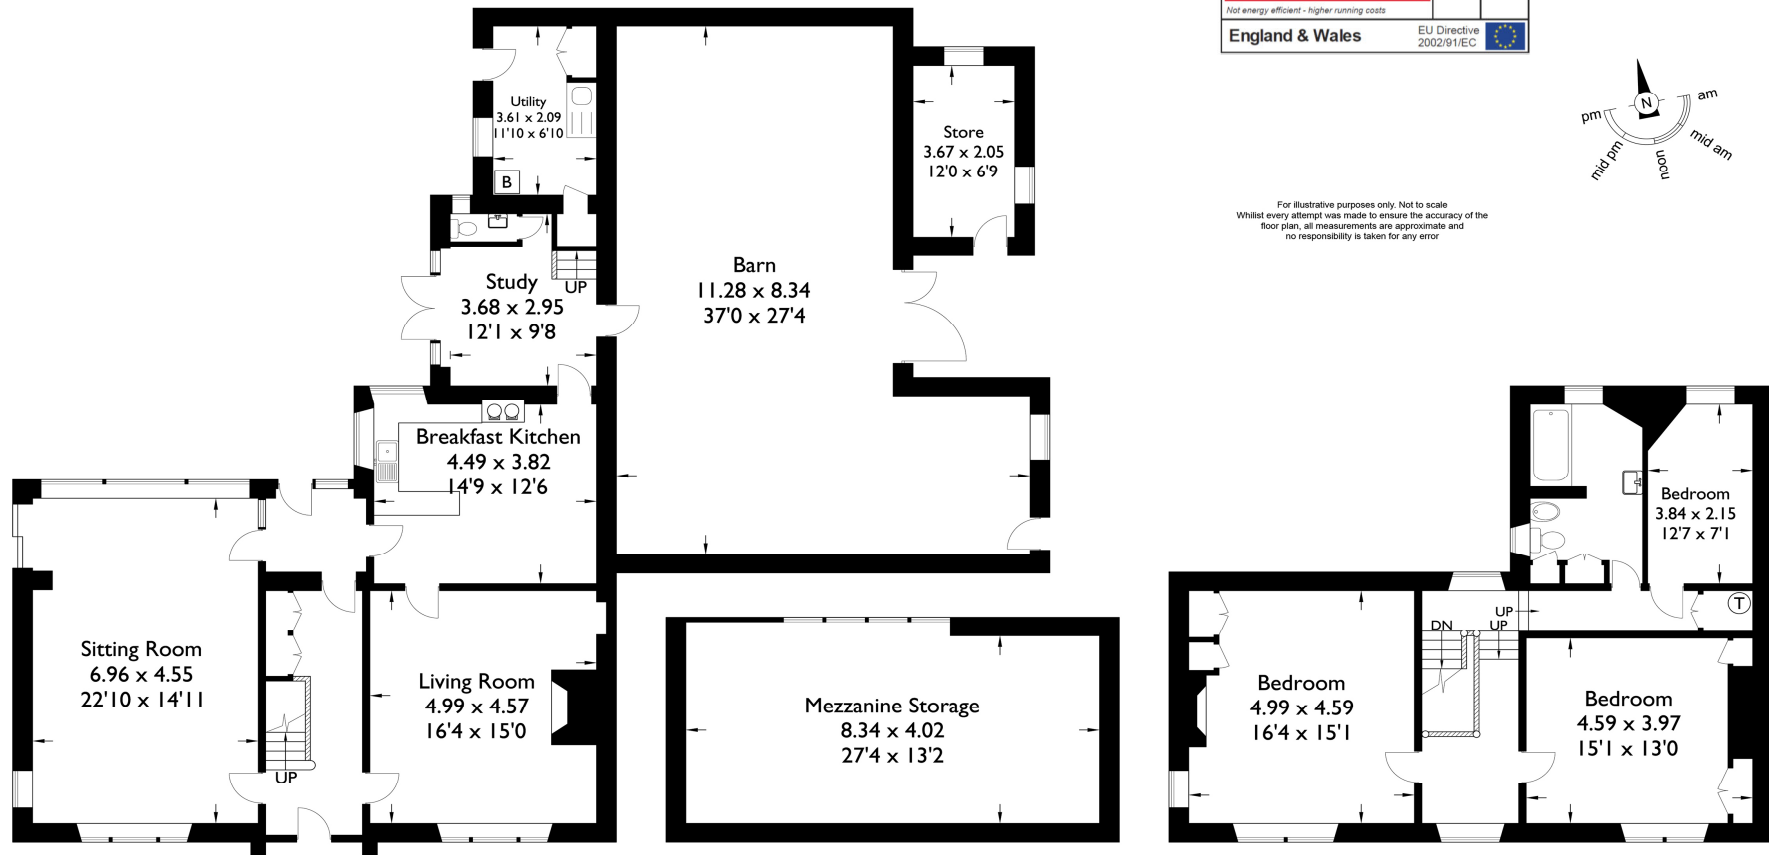 Not energy efficient - higher running costs
England & Wales
EU Directive
2002/91/EC
N
am
mid am
noon
mid pm
pm
For illustrative purposes only. Not to scale
Whilist every attempt was made to ensure the accuracy of the
floor plan, all measurements are approximate and
no responsibility is taken for any error
Utility
3.61 x 2.09
11'10 x 6'10
B
Store
3.67 x 2.05
12'0 x 6'9
Barn
11.28 x 8.34
37'0 x 27'4
Study
3.68 x 2.95
12'1 x 9'8
UP
Breakfast Kitchen
4.49 x 3.82
14'9 x 12'6
Sitting Room
6.96 x 4.55
22'10 x 14'11
UP
Living Room
4.99 x 4.57
16'4 x 15'0
Mezzanine Storage
8.34 x 4.02
27'4 x 13'2
Bedroom
3.84 x 2.15
12'7 x 7'1
T
UP
DN
UP
Bedroom
4.99 x 4.59
16'4 x 15'1
Bedroom
4.59 x 3.97
15'1 x 13'0